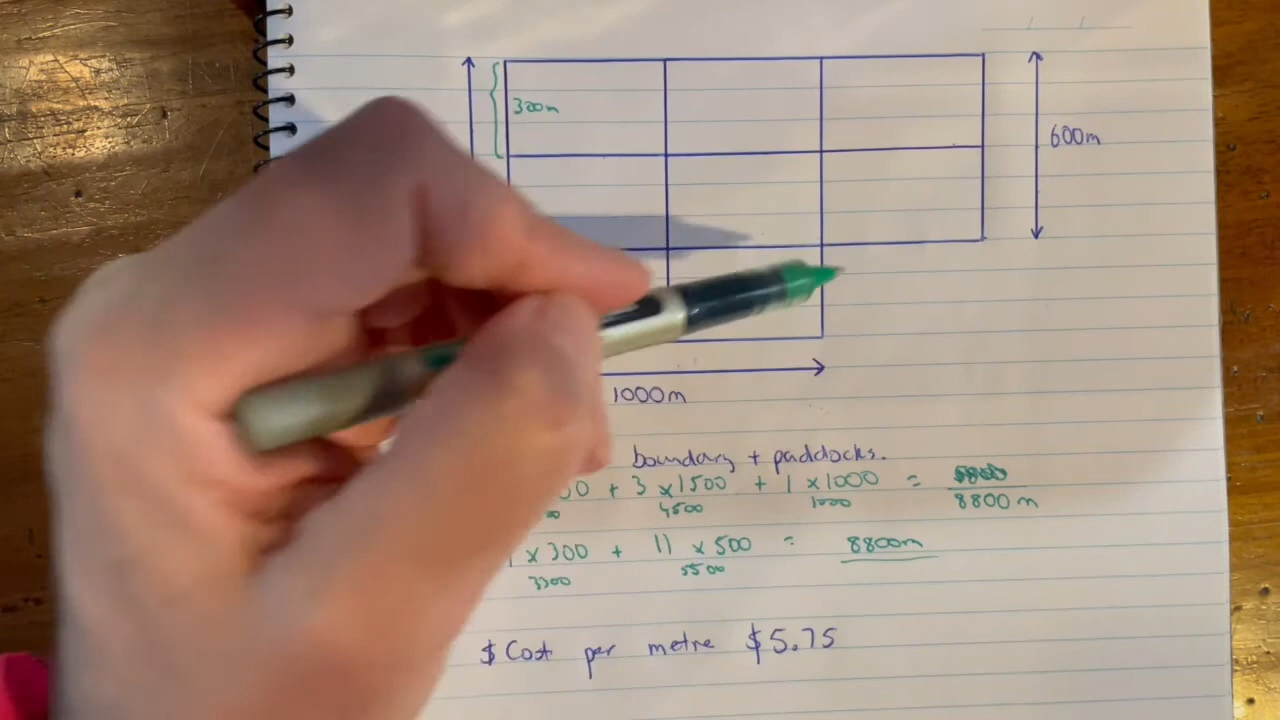 300m
600m
1000m
boundary + paddocks.
+ 3 x 1500 + 1 x 1000 =
4500 1000 8800 m
x 300 + 11 x 500 = 8800m
3300 5500
$ Cost per metre $5.75